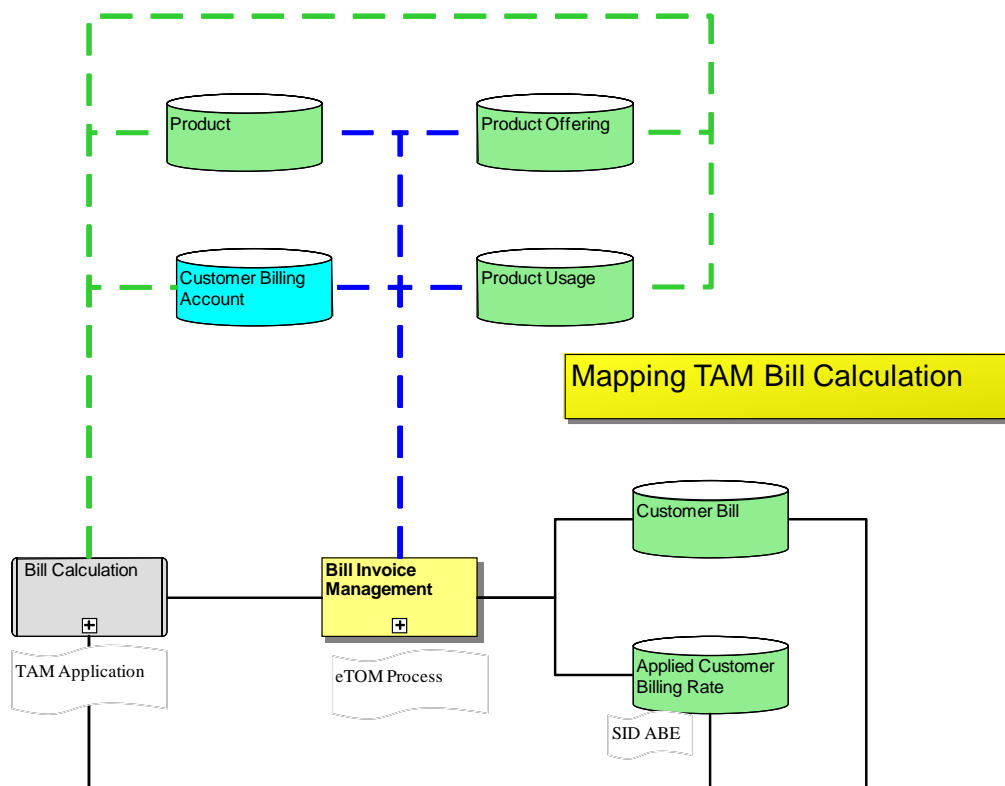 Product
Product Offering
Customer Billing
Account
Product Usage
Mapping TAM Bill Calculation
Customer Bill
Bill Calculation
Bill Invoice
Management
TAM Application
eTOM Process
Applied Customer
Billing Rate
SID ABE